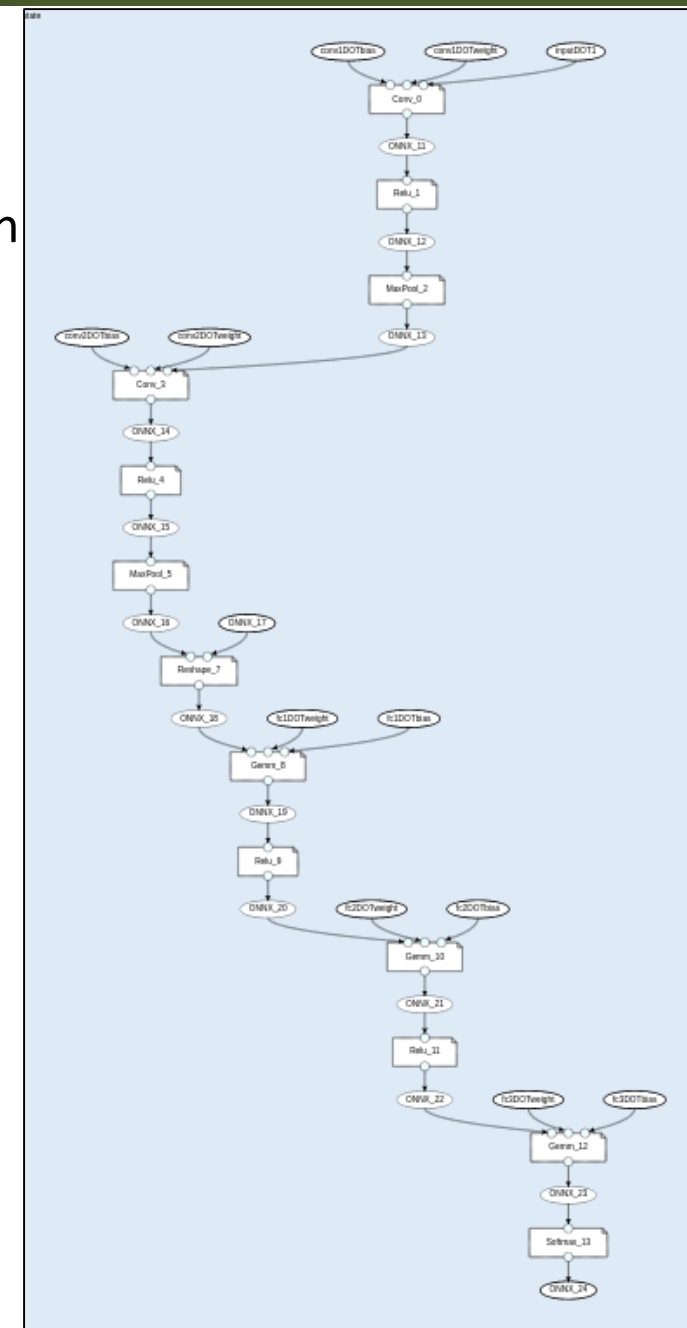 state
conv1DOTbias conv1DOTweight inputDOT1
Conv_0
ONNX_11
Relu_1
n
ONNX_12
MaxPool_2
ONNX_13
conv2DOTbias conv2DOTweight
Conv_3
ONNX_14
Relu_4
ONNX_15
MaxPool_5
ONNX_16 ONNX_17
Reshape_7
ONNX_18 fc1DOTweight fc1DOTbias
Gemm_8
ONNX_19
Relu_9
ONNX_20 fc2DOTweight fc2DOTbias
Gemm_10
ONNX_21
Relu_11
ONNX_22 fc3DOTweight fc3DOTbias
Gemm_12
ONNX_23
Softmax_13
ONNX_24